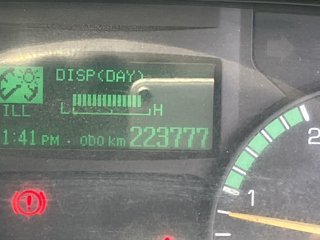 DISP(DAY)
ILL
L H
1:41 PM ODO km 223777
2
1